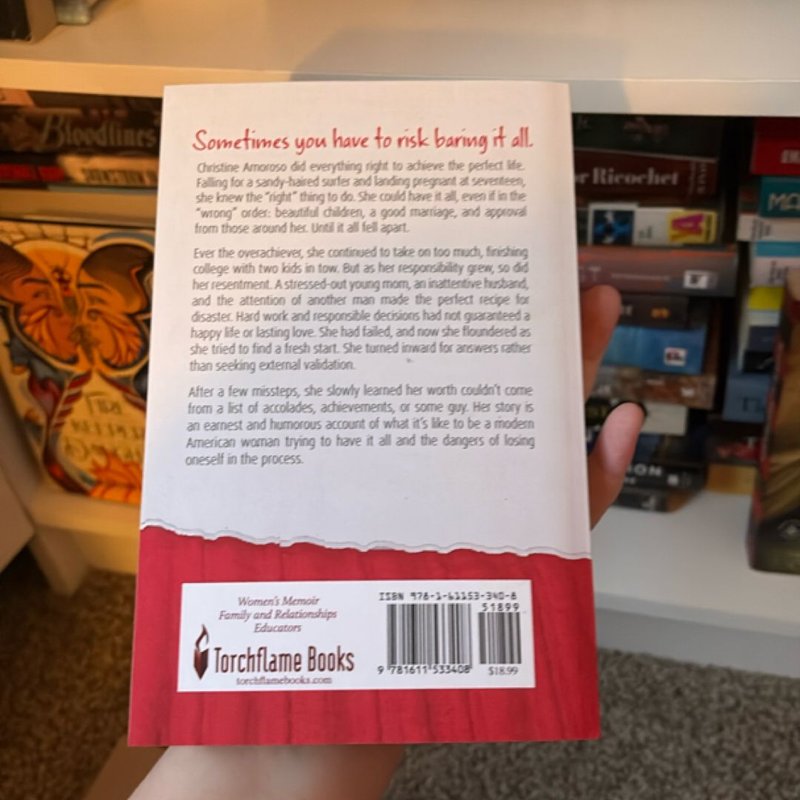 Sometimes you have to risk baring it all.
Christine Amoroso did everything right to achieve the perfect life.
Falling for a sandy-haired surfer and landing pregnant at seventeen,
she knew the "right" thing to do. She could have it all, even if in the
"wrong" order: beautiful children, a good marriage, and approval
from those around her. Until it all fell apart.
Ever the overachiever, she continued to take on too much, finishing
college with two kids in tow. But as her responsibility grew, so did
her resentment. A stressed-out young mom, an inattentive husband,
and the attention of another man made the perfect recipe for
disaster. Hard work and responsible decisions had not guaranteed a
happy life or lasting love. She had failed, and now she floundered as
she tried to find a fresh start. She turned inward for answers rather
than seeking external validation.
After a few missteps, she slowly learned her worth couldn't come
from a list of accolades, achievements, or some guy. Her story is
an earnest and humorous account of what it's like to be a modern
American woman trying to have it all and the dangers of losing
oneself in the process.
Women's Memoir
Family and Relationships
Educators
Torchflame Books
torchflamebooks.com
ISBN 978-1-61153-340-8
51899
9 781611 533408
$18.99
Bloodlines
r Ricochet